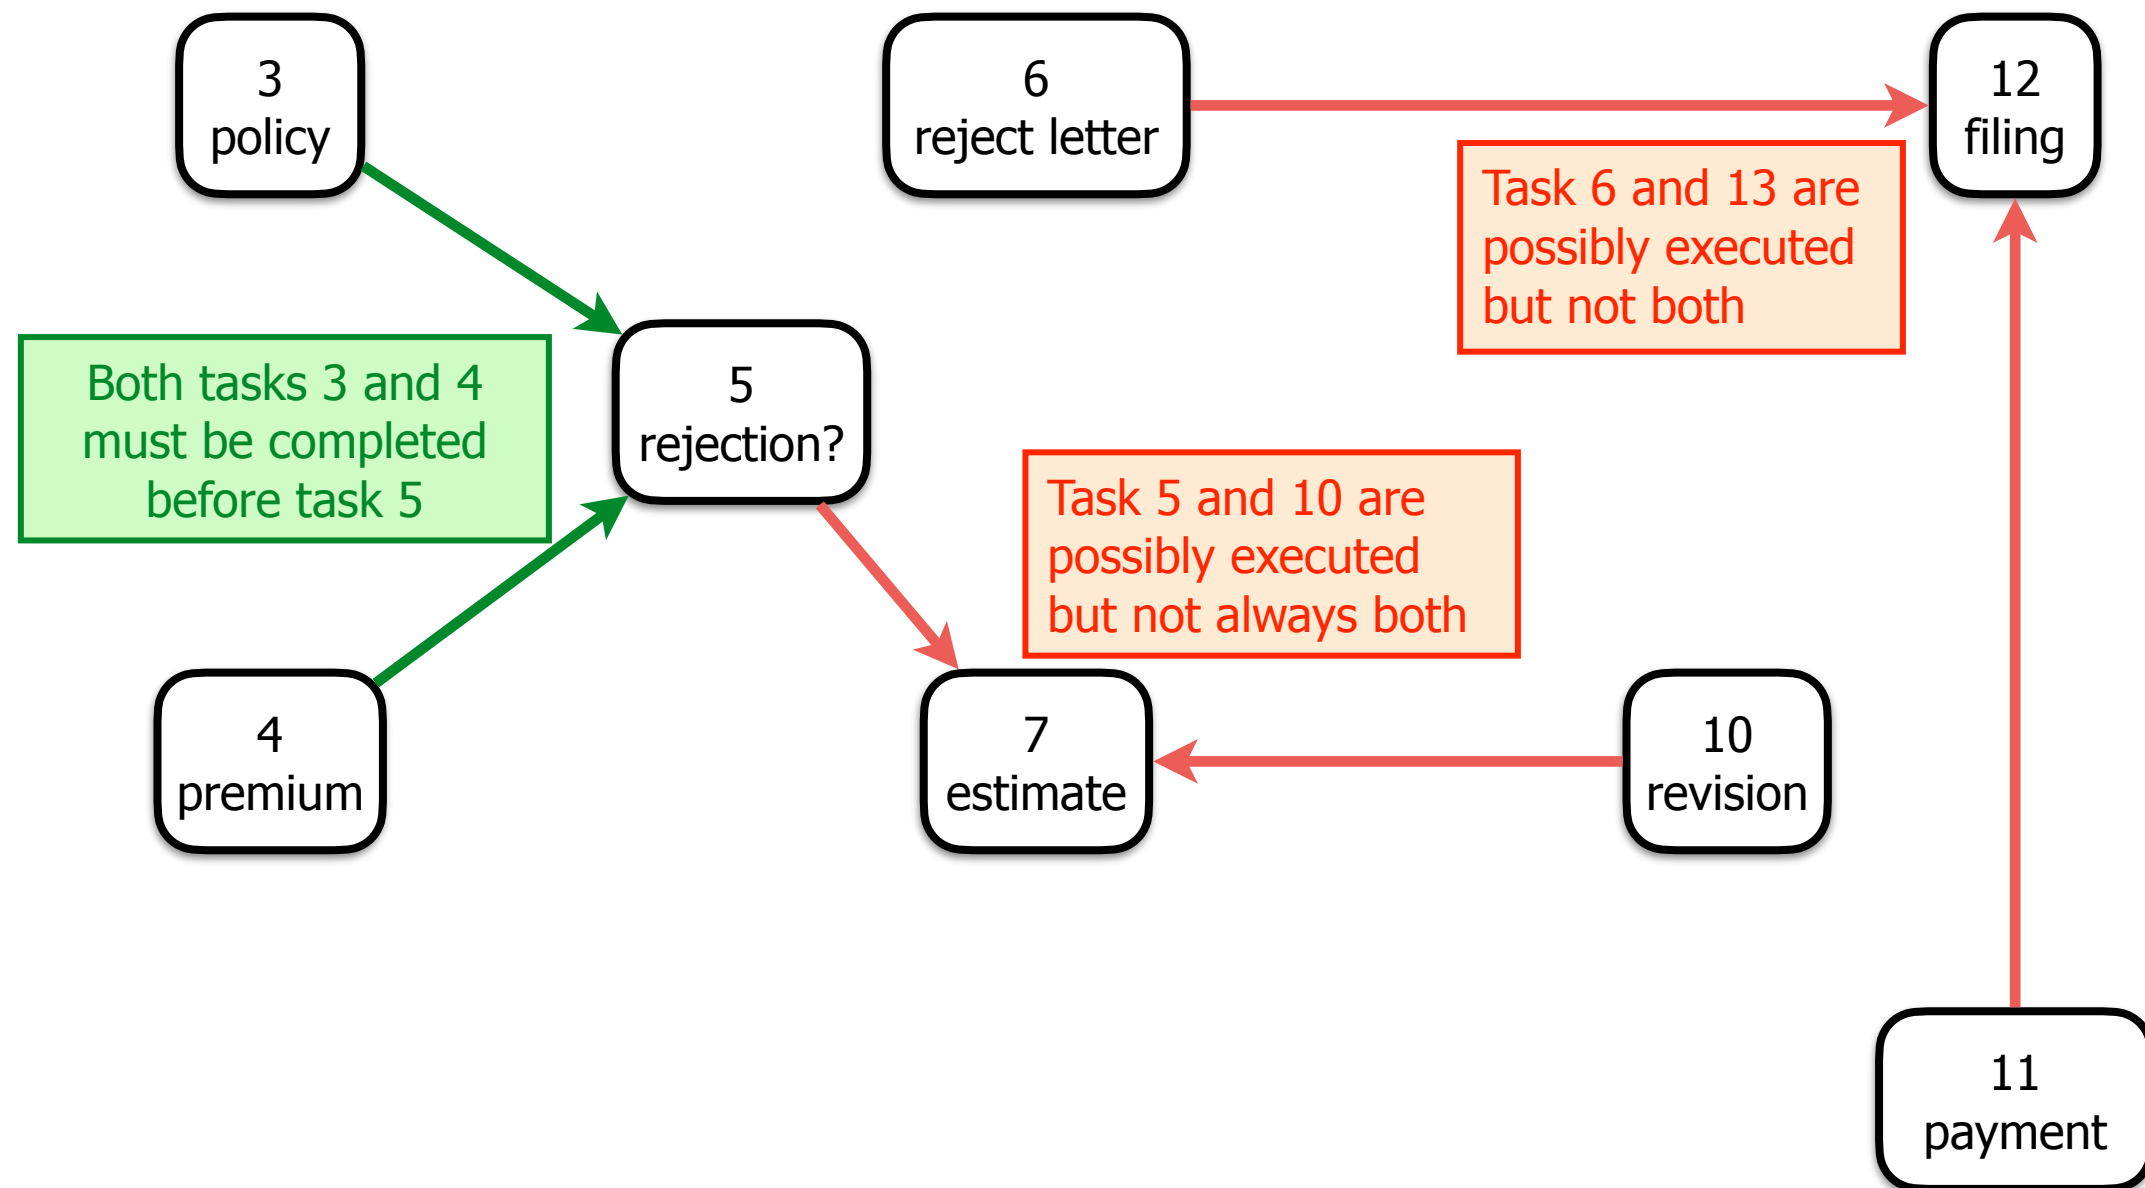 3
policy
6
reject letter
12
filing
Task 6 and 13 are
possibly executed
but not both
Both tasks 3 and 4
must be completed
before task 5
5
rejection?
Task 5 and 10 are
possibly executed
but not always both
4
premium
7
estimate
10
revision
11
payment